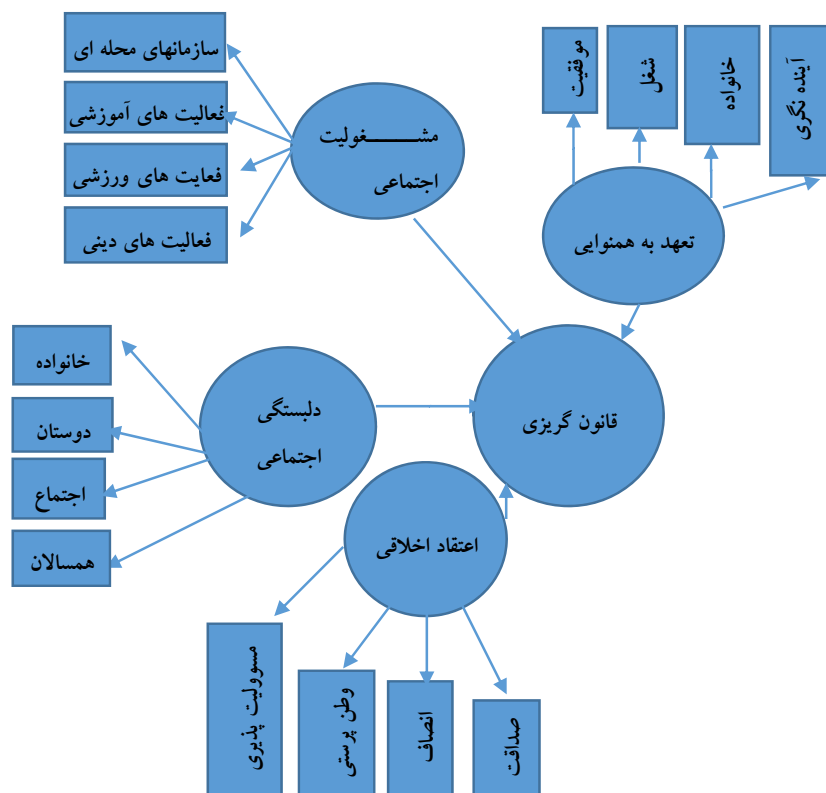 آینده نگری
خانواده
شغل
موفقیت
تعهد به همنوایی
سازمانهای محله ای
فعالیت های آموزشی
فعایت های ورزشی
فعالیت های دینی
مشـــــــغولیت
اجتماعی
قانون گریزی
دلبستگی
اجتماعی
خانواده
دوستان
اجتماع
همسالان
اعتقاد اخلاقی
صداقت
انصاف
وطن پرستی
مسوولیت پذیری